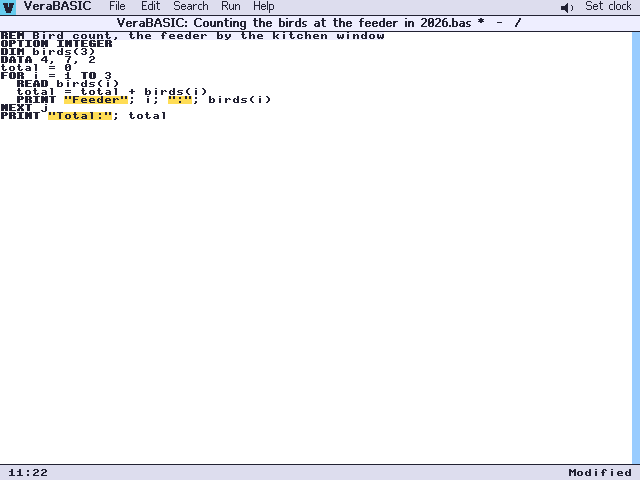 VeraBASIC File Edit Search Run Help Set clock
VeraBASIC: Counting the birds at the feeder in 2026.bas * - /
REM Bird count, the feeder by the kitchen window
OPTION INTEGER
DIM birds(3)
DATA 4, 7, 2
total = 0
FOR i = 1 TO 3
  READ birds(i)
  total = total + birds(i)
  PRINT "Feeder"; i; ":"; birds(i)
NEXT j
PRINT "Total:"; total
11:22 Modified